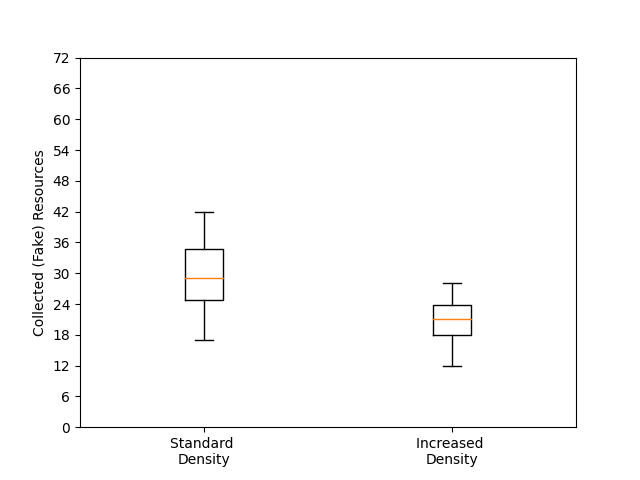 72
66
60
54
48
42
36
30
24
18
12
6
0
Collected (Fake) Resources
Standard
Density
Increased
Density